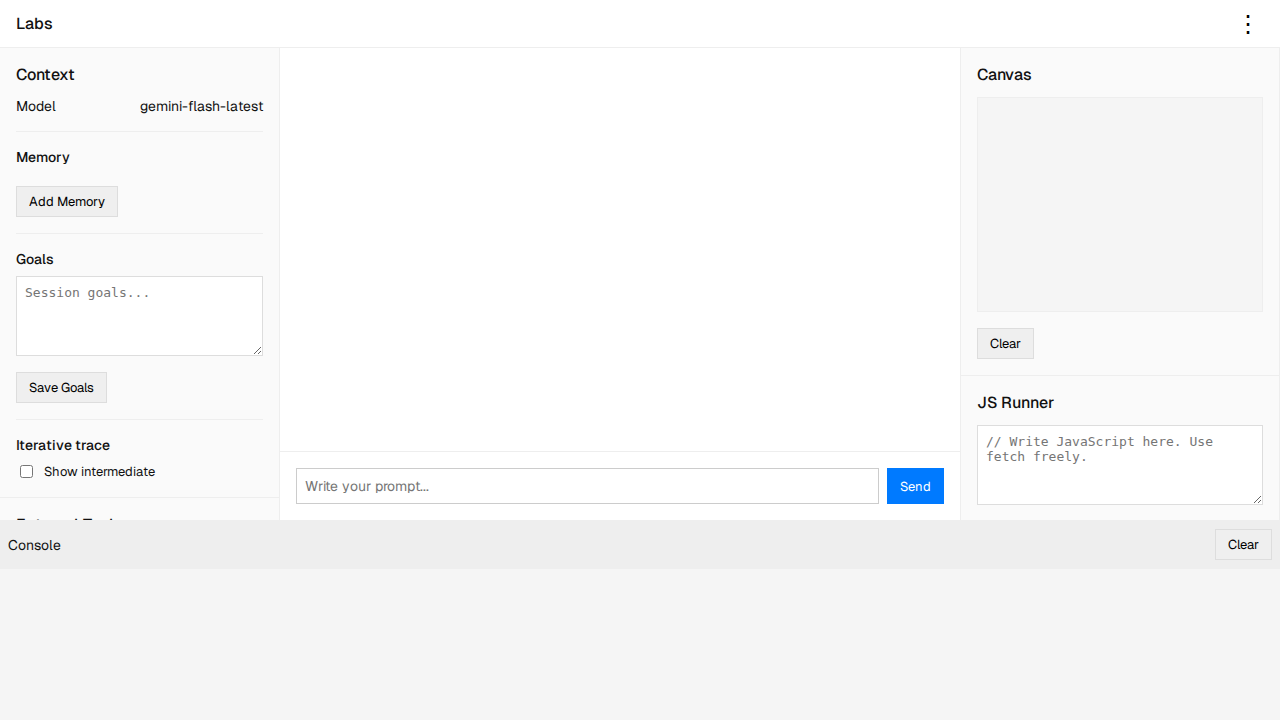 Labs
⋮
Context
Model gemini-flash-latest
Memory
Add Memory
Goals
Session goals...
Save Goals
Iterative trace
Show intermediate
Write your prompt...
Send
Canvas
Clear
JS Runner
// Write JavaScript here. Use
fetch freely.
Console
Clear